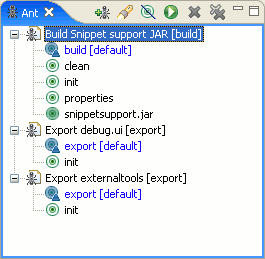 Ant
Build Snippet support JAR [build]
build [default]
clean
init
properties
snippetsupport.jar
Export debug.ui [export]
export [default]
init
Export externaltools [export]
export [default]
init